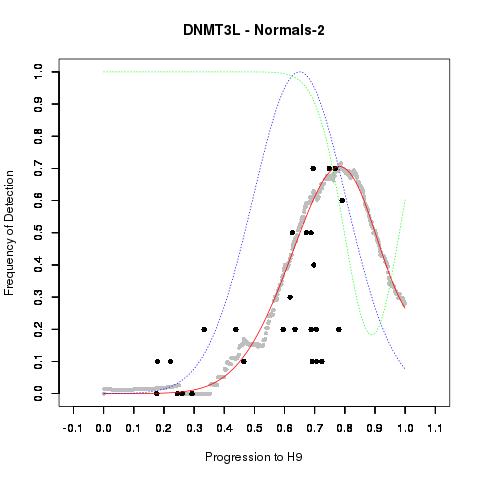 DNMT3L - Normals-2
Frequency of Detection
1.0
0.9
0.8
0.7
0.6
0.5
0.4
0.3
0.2
0.1
0.0
-0.1 0.0 0.1 0.2 0.3 0.4 0.5 0.6 0.7 0.8 0.9 1.0 1.1
Progression to H9